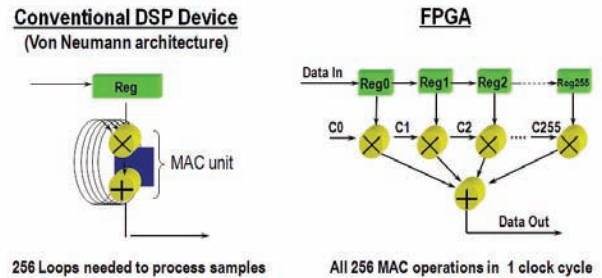 Conventional DSP Device
(Von Neumann architecture)
Reg
MAC unit
256 Loops needed to process samples
FPGA
Data In
Reg0
Reg1
Reg2
Reg255
C0
C1
C2
....
C255
Data Out
All 256 MAC operations in 1 clock cycle